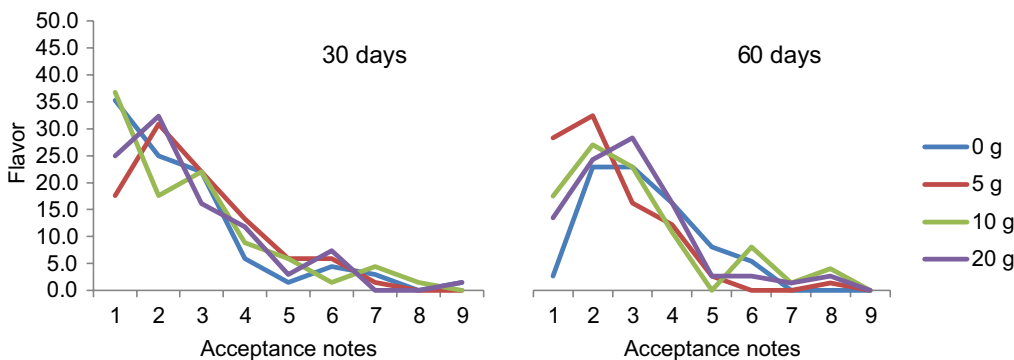 50.0
45.0
40.0
35.0
30.0
25.0
20.0
15.0
10.0
5.0
0.0
Flavor
30 days
1 2 3 4 5 6 7 8 9
Acceptance notes
60 days
1 2 3 4 5 6 7 8 9
Acceptance notes
0 g
5 g
10 g
20 g